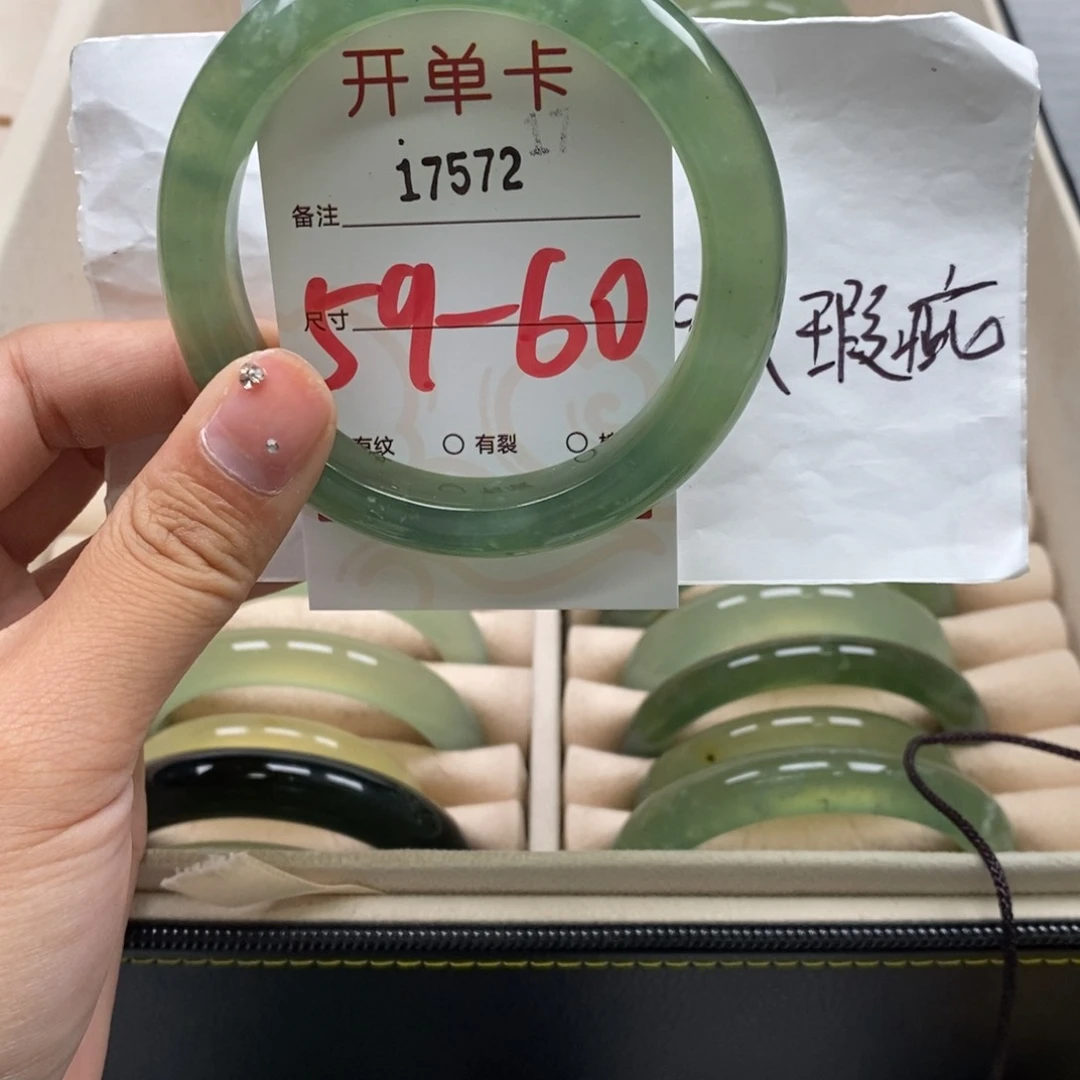 开单卡
17
17572
备注
59-60
尺寸
瑕疵
有纹 ○ 有裂 ○